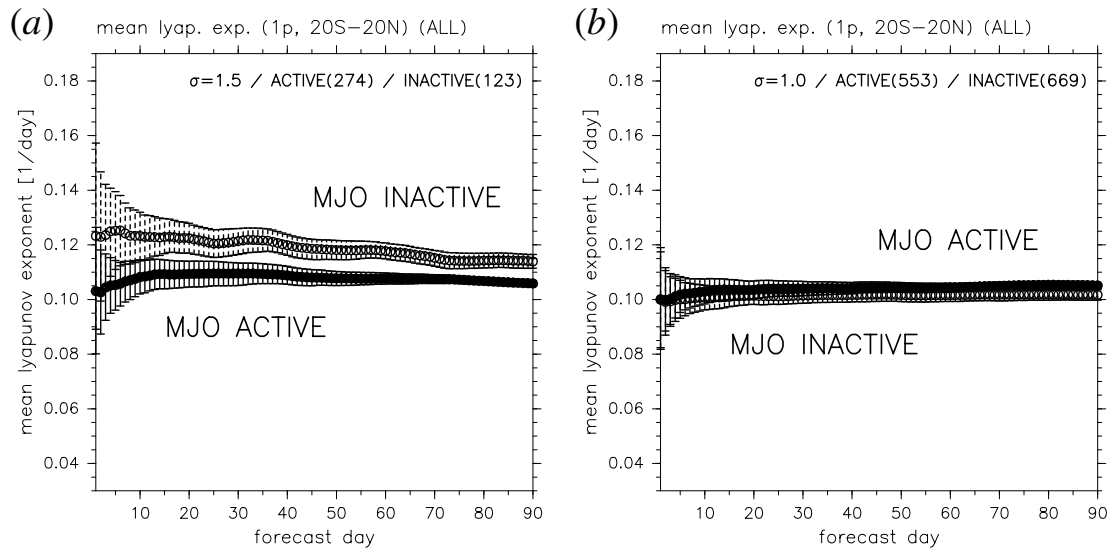 (a) mean lyap. exp. (1p, 20S−20N) (ALL)
σ=1.5 / ACTIVE(274) / INACTIVE(123)
mean lyapunov exponent [1/day]
0.18
0.16
0.14
0.12
0.10
0.08
0.06
0.04
MJO INACTIVE
MJO ACTIVE
10 20 30 40 50 60 70 80 90
forecast day
(b) mean lyap. exp. (1p, 20S−20N) (ALL)
σ=1.0 / ACTIVE(553) / INACTIVE(669)
mean lyapunov exponent [1/day]
0.18
0.16
0.14
0.12
0.10
0.08
0.06
0.04
MJO ACTIVE
MJO INACTIVE
10 20 30 40 50 60 70 80 90
forecast day